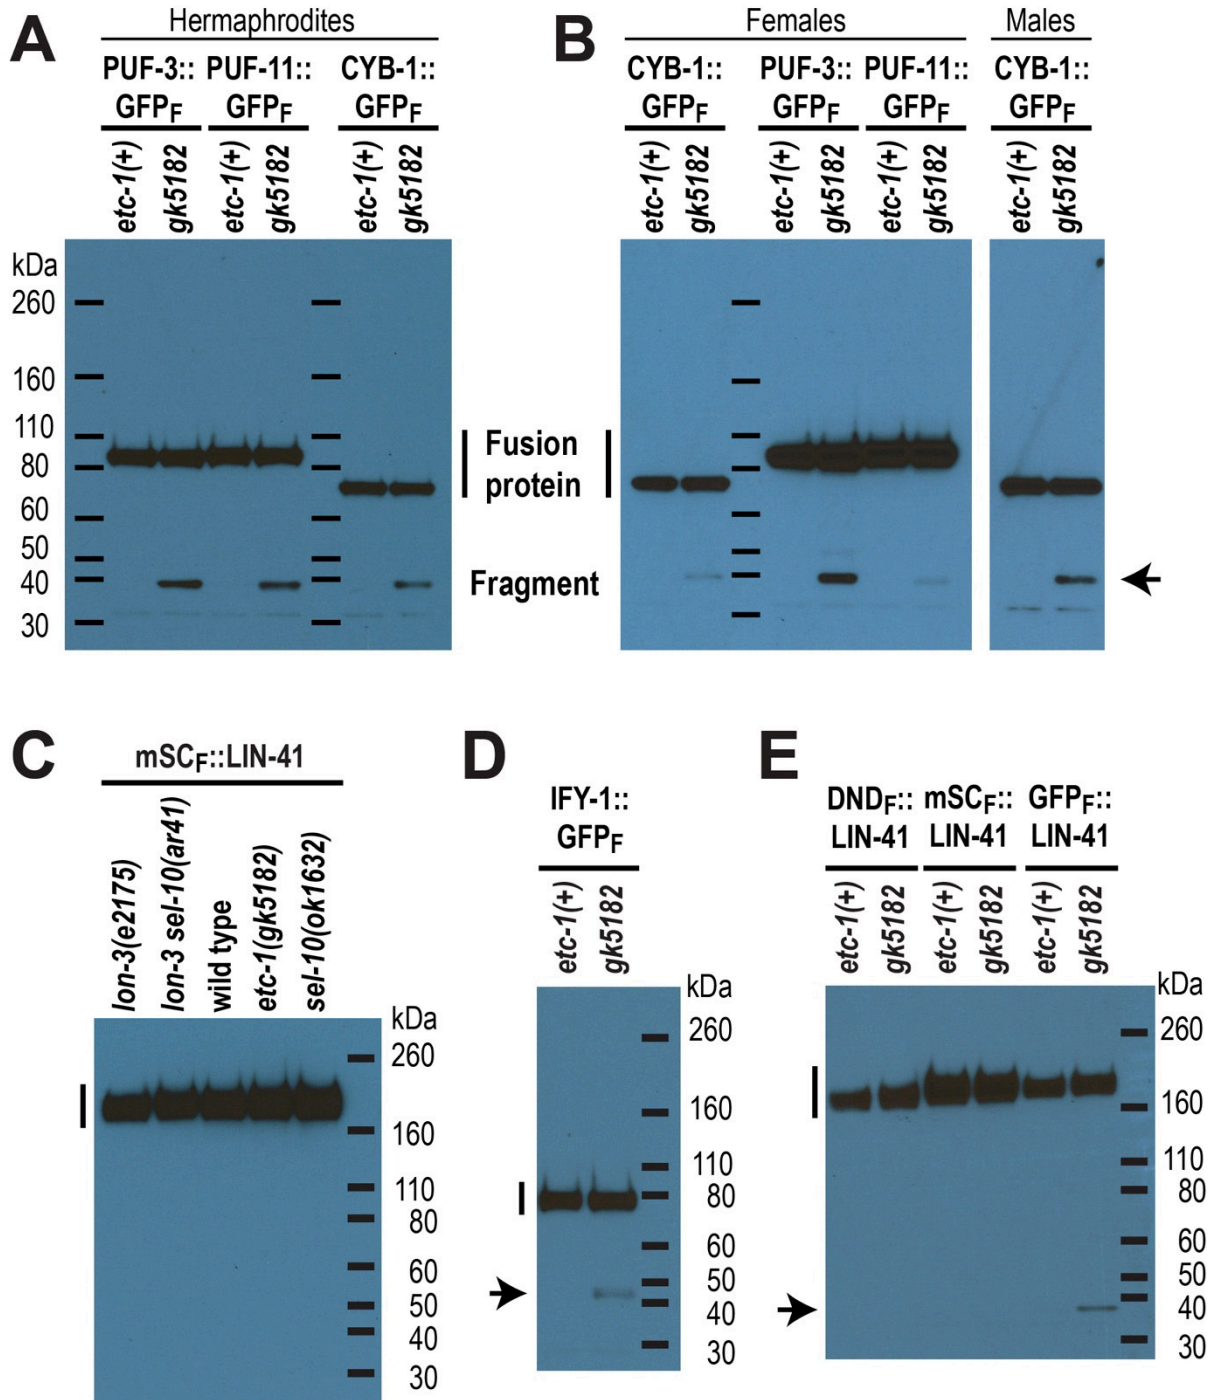 A
Hermaphrodites
PUF-3:: PUF-11:: CYB-1::
GFPF GFPF GFPF
etc-1(+) gk5182 etc-1(+) gk5182 etc-1(+) gk5182
kDa
260
160
110
80
60
50
40
30
Fusion
protein
Fragment
B
Females Males
CYB-1:: PUF-3:: PUF-11:: CYB-1::
GFPF GFPF GFPF GFPF
etc-1(+) gk5182 etc-1(+) gk5182 etc-1(+) gk5182 etc-1(+) gk5182
C
mSCF::LIN-41
lon-3(e2175)
lon-3 sel-10(ar41)
wild type
etc-1(gk5182)
sel-10(ok1632)
kDa
260
160
110
80
60
50
40
30
D
IFY-1::
GFPF
etc-1(+) gk5182
kDa
260
160
110
80
60
50
40
30
E
DNDF:: mSCF:: GFPF::
LIN-41 LIN-41 LIN-41
etc-1(+) gk5182 etc-1(+) gk5182 etc-1(+) gk5182
kDa
260
160
110
80
60
50
40
30